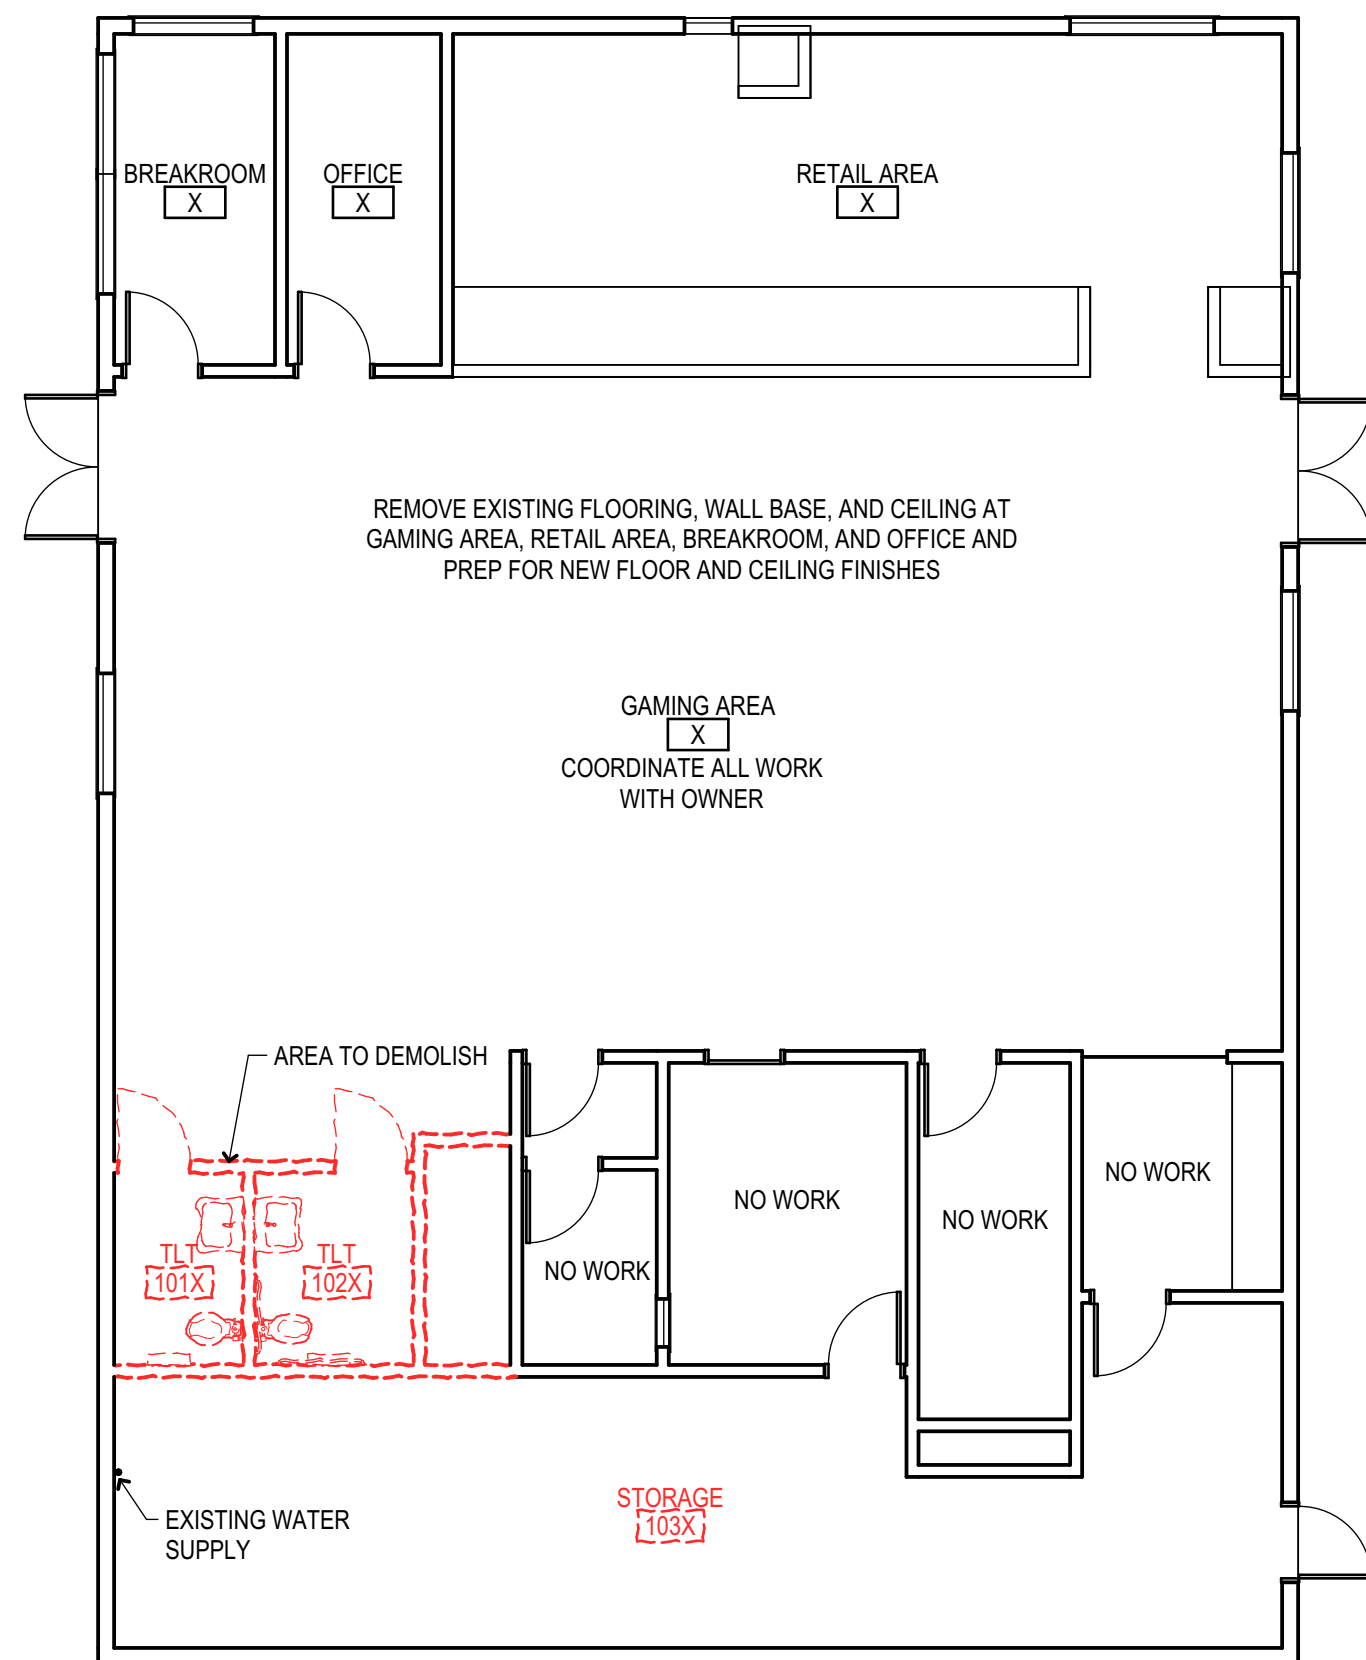 BREAKROOM
X
OFFICE
X
RETAIL AREA
X
REMOVE EXISTING FLOORING, WALL BASE, AND CEILING AT
GAMING AREA, RETAIL AREA, BREAKROOM, AND OFFICE AND
PREP FOR NEW FLOOR AND CEILING FINISHES
GAMING AREA
X
COORDINATE ALL WORK
WITH OWNER
AREA TO DEMOLISH
TLT
101X
TLT
102X
NO WORK
NO WORK
NO WORK
NO WORK
STORAGE
103X
EXISTING WATER
SUPPLY